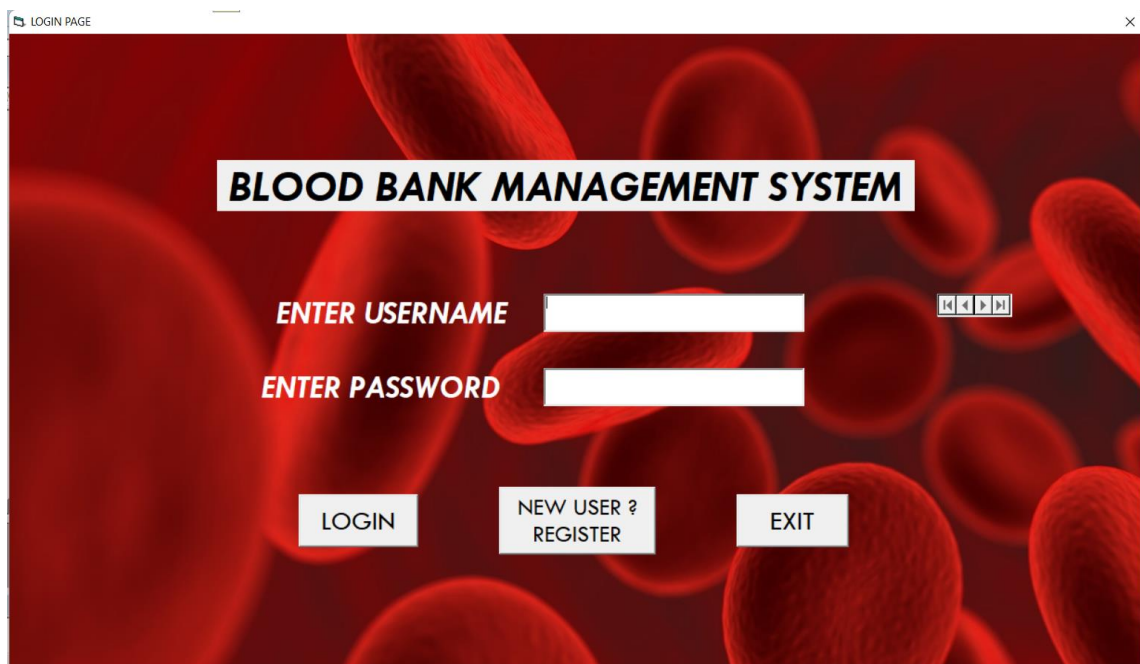 LOGIN PAGE
BLOOD BANK MANAGEMENT SYSTEM
ENTER USERNAME
ENTER PASSWORD
LOGIN
NEW USER ?
REGISTER
EXIT